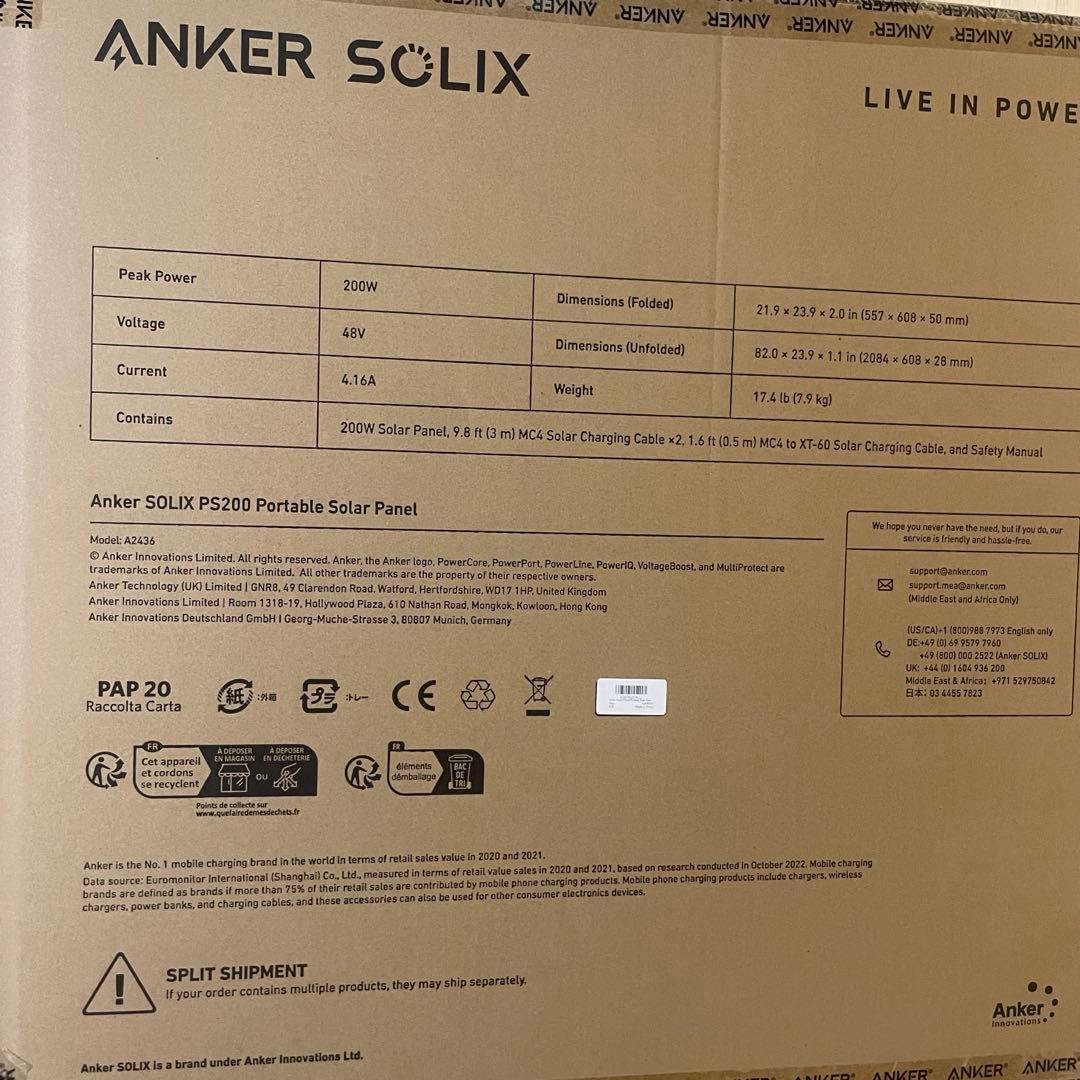 ANKER SOLIX
LIVE IN POWE
Peak Power
200W
Dimensions (Folded)
21.9 × 23.9 × 2.0 in (557 × 608 × 50 mm)
Voltage
48V
Dimensions (Unfolded)
82.0 × 23.9 × 1.1 in (2084 × 608 × 28 mm)
Current
4.16A
Weight
17.4 lb (7.9 kg)
Contains
200W Solar Panel, 9.8 ft (3 m) MC4 Solar Charging Cable ×2, 1.6 ft (0.5 m) MC4 to XT-60 Solar Charging Cable, and Safety Manual
Anker SOLIX PS200 Portable Solar Panel
Model: A2436
© Anker Innovations Limited. All rights reserved. Anker, the Anker logo, PowerCore, PowerPort, PowerLine, PowerIQ, VoltageBoost, and MultiProtect are
trademarks of Anker Innovations Limited. All other trademarks are the property of their respective owners.
Anker Technology (UK) Limited | GNR8, 49 Clarendon Road, Watford, Hertfordshire, WD17 1HP, United Kingdom
Anker Innovations Limited | Room 1318-19, Hollywood Plaza, 610 Nathan Road, Mongkok, Kowloon, Hong Kong
Anker Innovations Deutschland GmbH I Georg-Muche-Strasse 3, 80807 Munich, Germany
We hope you never have the need, but if you do, our
service is friendly and hassle-free.
support@anker.com
support.mea@anker.com
(Middle East and Africa Only)
(US/CA)+1 (800)988 7973 English only
DE:+49 (0) 69 9579 7960
+49 (800) 000 2522 (Anker SOLIX)
UK: +44 (0) 1604 936 200
Middle East & Africa: +971 529750842
日本: 03 4455 7823
PAP 20
Raccolta Carta
紙 :外箱
プラ :トレー
CE
FR
Cet appareil
et cordons
se recyclent
À DÉPOSER
EN MAGASIN
OU
À DÉPOSER
EN DÉCHÈTERIE
Points de collecte sur
www.quefairedemesdechets.fr
FR
éléments
d'emballage
BAC
DE
TRI
Anker is the No. 1 mobile charging brand in the world in terms of retail sales value in 2020 and 2021.
Data source: Euromonitor International (Shanghai) Co., Ltd., measured in terms of retail value sales in 2020 and 2021, based on research conducted in October 2022. Mobile charging
brands are defined as brands if more than 75% of their retail sales are contributed by mobile phone charging products. Mobile phone charging products include chargers, wireless
chargers, power banks, and charging cables, and these accessories can also be used for other consumer electronics devices.
SPLIT SHIPMENT
If your order contains multiple products, they may ship separately.
Anker
Innovations
Anker SOLIX is a brand under Anker Innovations Ltd.
ANKER ANKER ANKER